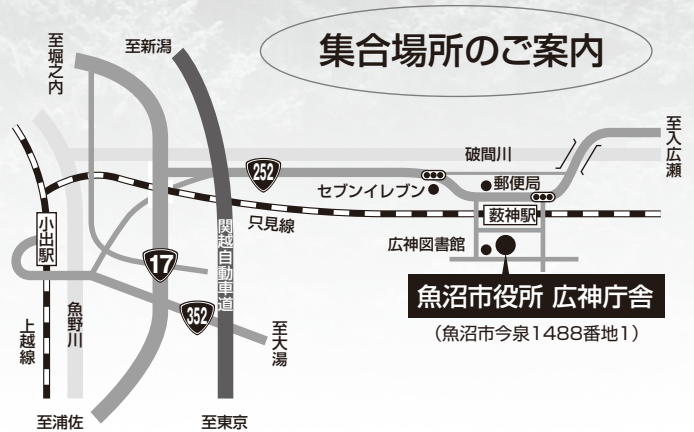 集合場所のご案内
至堀之内
至新潟
至入広瀬
破間川
252
セブンイレブン
郵便局
小出駅
只見線
薮神駅
関越自動車道
広神図書館
17
魚沼市役所 広神庁舎
（魚沼市今泉1488番地1）
352
上越線
魚野川
至大湯
至浦佐
至東京